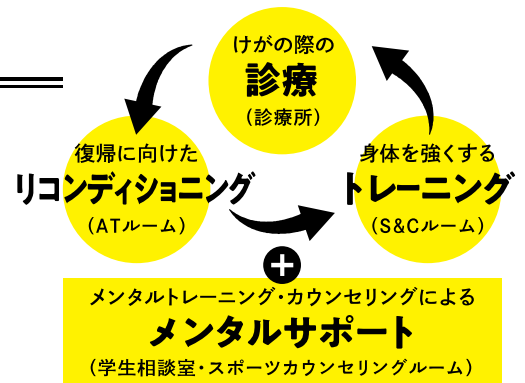 けがの際の
診療
（診療所）
復帰に向けた
リコンディショニング
（ATルーム）
身体を強くする
トレーニング
（S&Cルーム）
+
メンタルトレーニング・カウンセリングによる
メンタルサポート
（学生相談室・スポーツカウンセリングルーム）